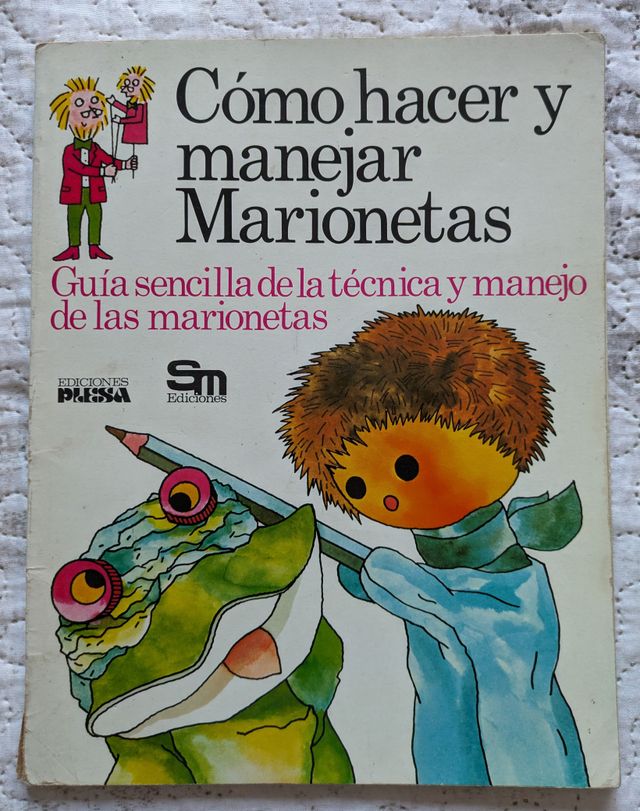 Cómo hacer y
manejar
Marionetas
Guía sencilla de la técnica y manejo
de las marionetas
EDICIONES
PLESA
Sm
Ediciones